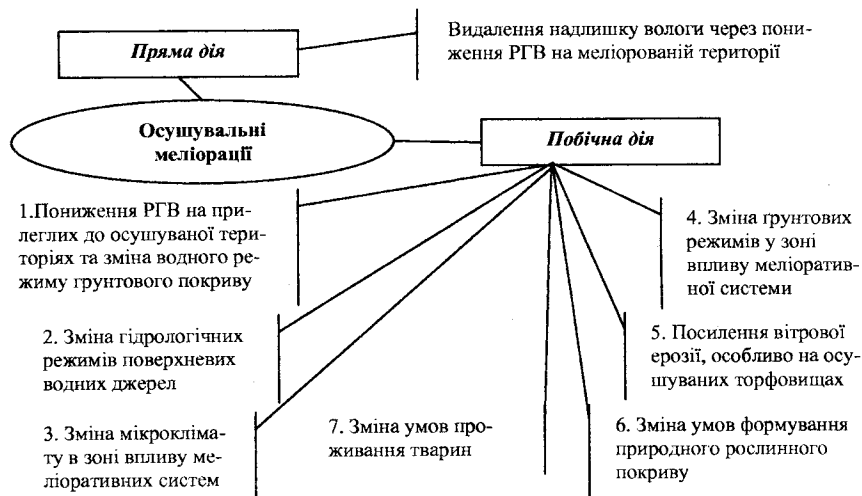 Пряма дія
Видалення надлишку вологи через пони-
ження РГВ на меліорованій території
Осушувальні
меліорації
Побічна дія
1.Пониження РГВ на при-
леглих до осушуваної тери-
торіях та зміна водного ре-
жиму ґрунтового покриву
2. Зміна гідрологічних
режимів поверхневих
водних джерел
3. Зміна мікрокліма-
ту в зоні впливу ме-
ліоративних систем
7. Зміна умов про-
живання тварин
4. Зміна ґрунтових
режимів у зоні
впливу меліоратив-
ної системи
5. Посилення вітрової
ерозії, особливо на осу-
шуваних торфовищах
6. Зміна умов формування
природного рослинного
покриву